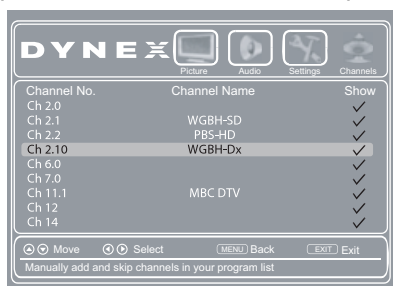 DYNEX
Picture Audio Settings Channels
Channel No. Channel Name Show
Ch 2.0
Ch 2.1 WGBH-SD
Ch 2.2 PBS-HD
Ch 2.10 WGBH-Dx
Ch 6.0
Ch 7.0
Ch 11.1 MBC DTV
Ch 12
Ch 14
Move Select MENU Back EXIT Exit
Manually add and skip channels in your program list